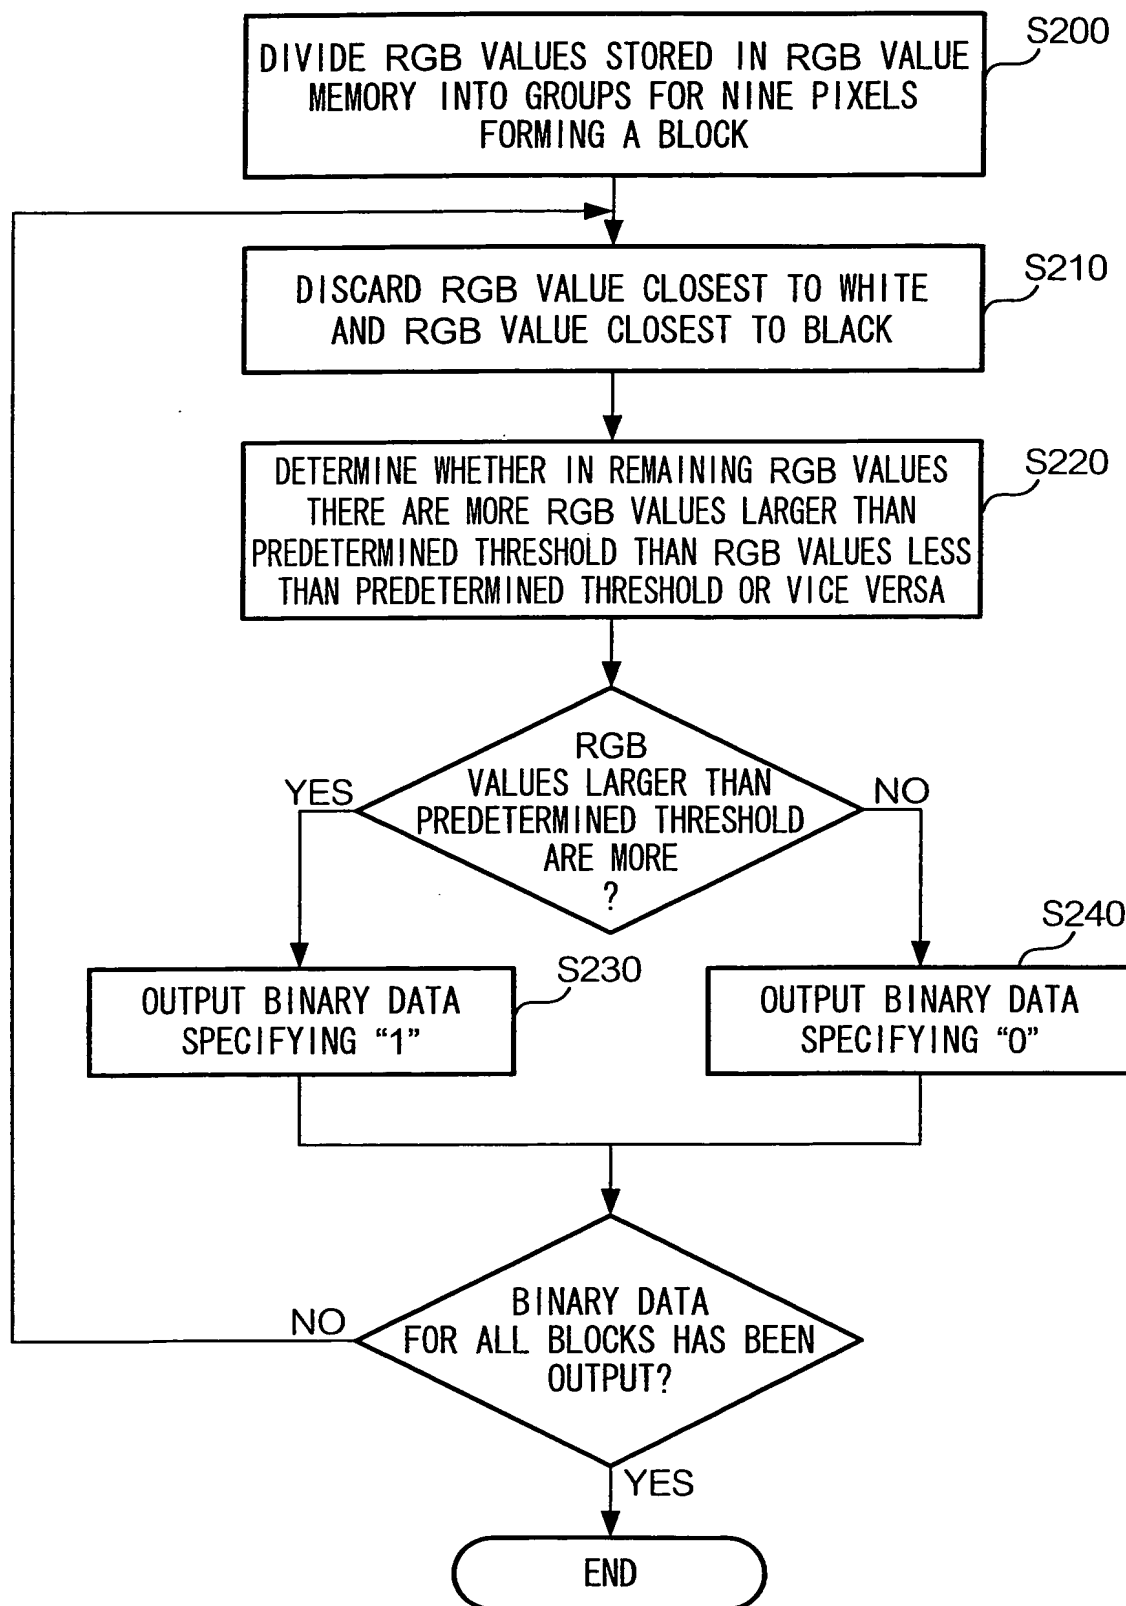 S200
DIVIDE RGB VALUES STORED IN RGB VALUE
MEMORY INTO GROUPS FOR NINE PIXELS
FORMING A BLOCK
S210
DISCARD RGB VALUE CLOSEST TO WHITE
AND RGB VALUE CLOSEST TO BLACK
S220
DETERMINE WHETHER IN REMAINING RGB VALUES
THERE ARE MORE RGB VALUES LARGER THAN
PREDETERMINED THRESHOLD THAN RGB VALUES LESS
THAN PREDETERMINED THRESHOLD OR VICE VERSA
RGB
VALUES LARGER THAN
PREDETERMINED THRESHOLD
ARE MORE
?
YES
NO
S230
OUTPUT BINARY DATA
SPECIFYING “1”
S240
OUTPUT BINARY DATA
SPECIFYING “0”
BINARY DATA
FOR ALL BLOCKS HAS BEEN
OUTPUT?
NO
YES
END